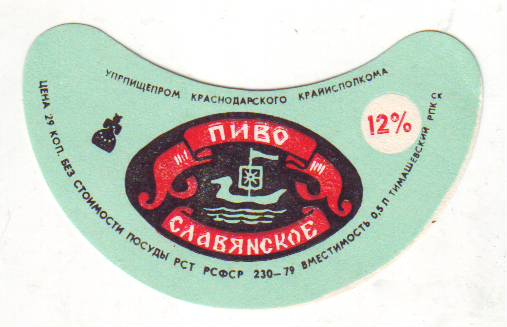 УПРПИЩЕПРОМ КРАСНОДАРСКОГО КРАЙИСПОЛКОМА
ПИВО
12%
СЛАВЯНСКОЕ
ЦЕНА 29 КОП. БЕЗ СТОИМОСТИ ПОСУДЫ РСТ РСФСР 230—79 ВМЕСТИМОСТЬ 0,5 Л ТИМАШЕВСКИЙ РПК СК